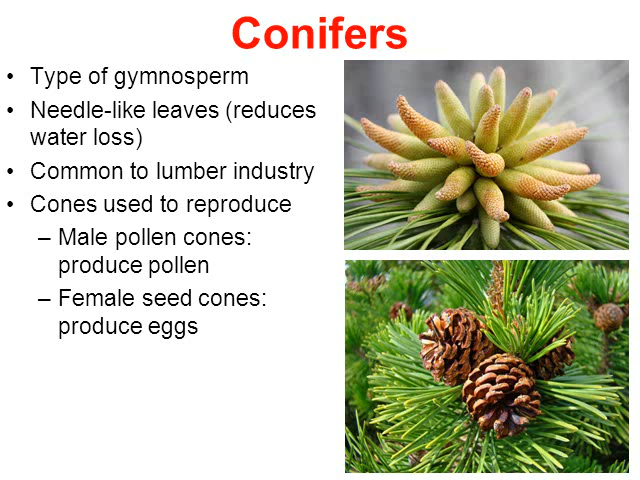 Conifers
• Type of gymnosperm
• Needle-like leaves (reduces
water loss)
• Common to lumber industry
• Cones used to reproduce
– Male pollen cones:
produce pollen
– Female seed cones:
produce eggs